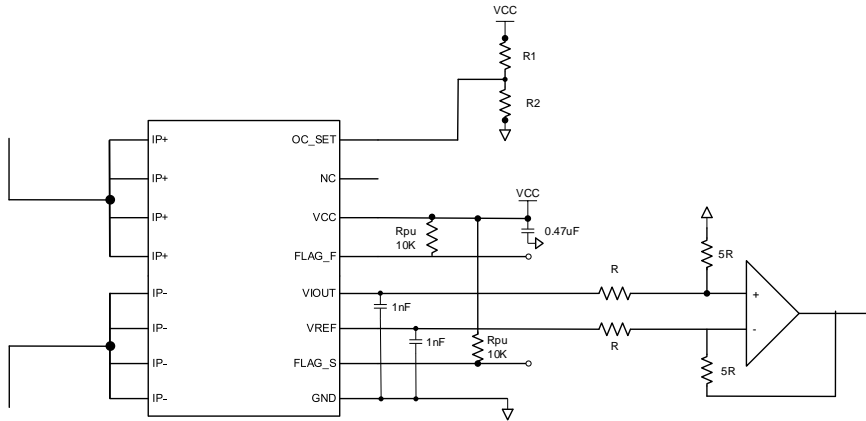 VCC
R1
R2
IP+
OC_SET
IP+
NC
VCC
IP+
VCC
Rpu
10K
0.47uF
IP+
FLAG_F
5R
IP-
VIOUT
R
1nF
+
IP-
VREF
-
1nF
Rpu
10K
R
IP-
FLAG_S
5R
IP-
GND